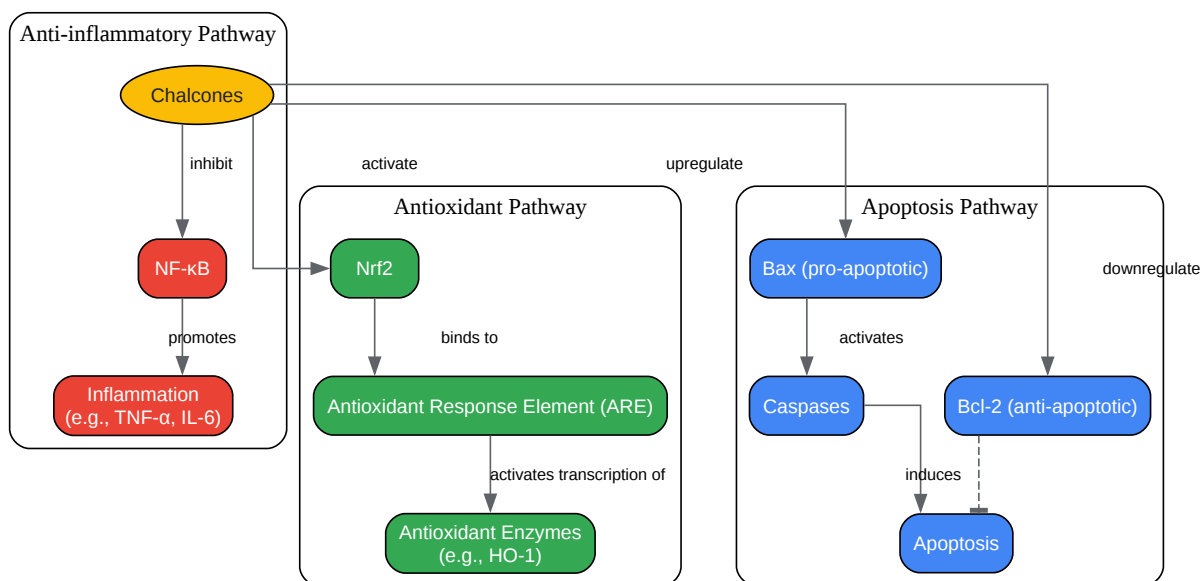 Anti-inflammatory Pathway
Chalcones
inhibit
activate
upregulate
Antioxidant Pathway
Apoptosis Pathway
NF-κB
Nrf2
Bax (pro-apoptotic)
downregulate
promotes
binds to
activates
Inflammation
(e.g., TNF-α, IL-6)
Antioxidant Response Element (ARE)
Caspases
Bcl-2 (anti-apoptotic)
activates transcription of
induces
Antioxidant Enzymes
(e.g., HO-1)
Apoptosis